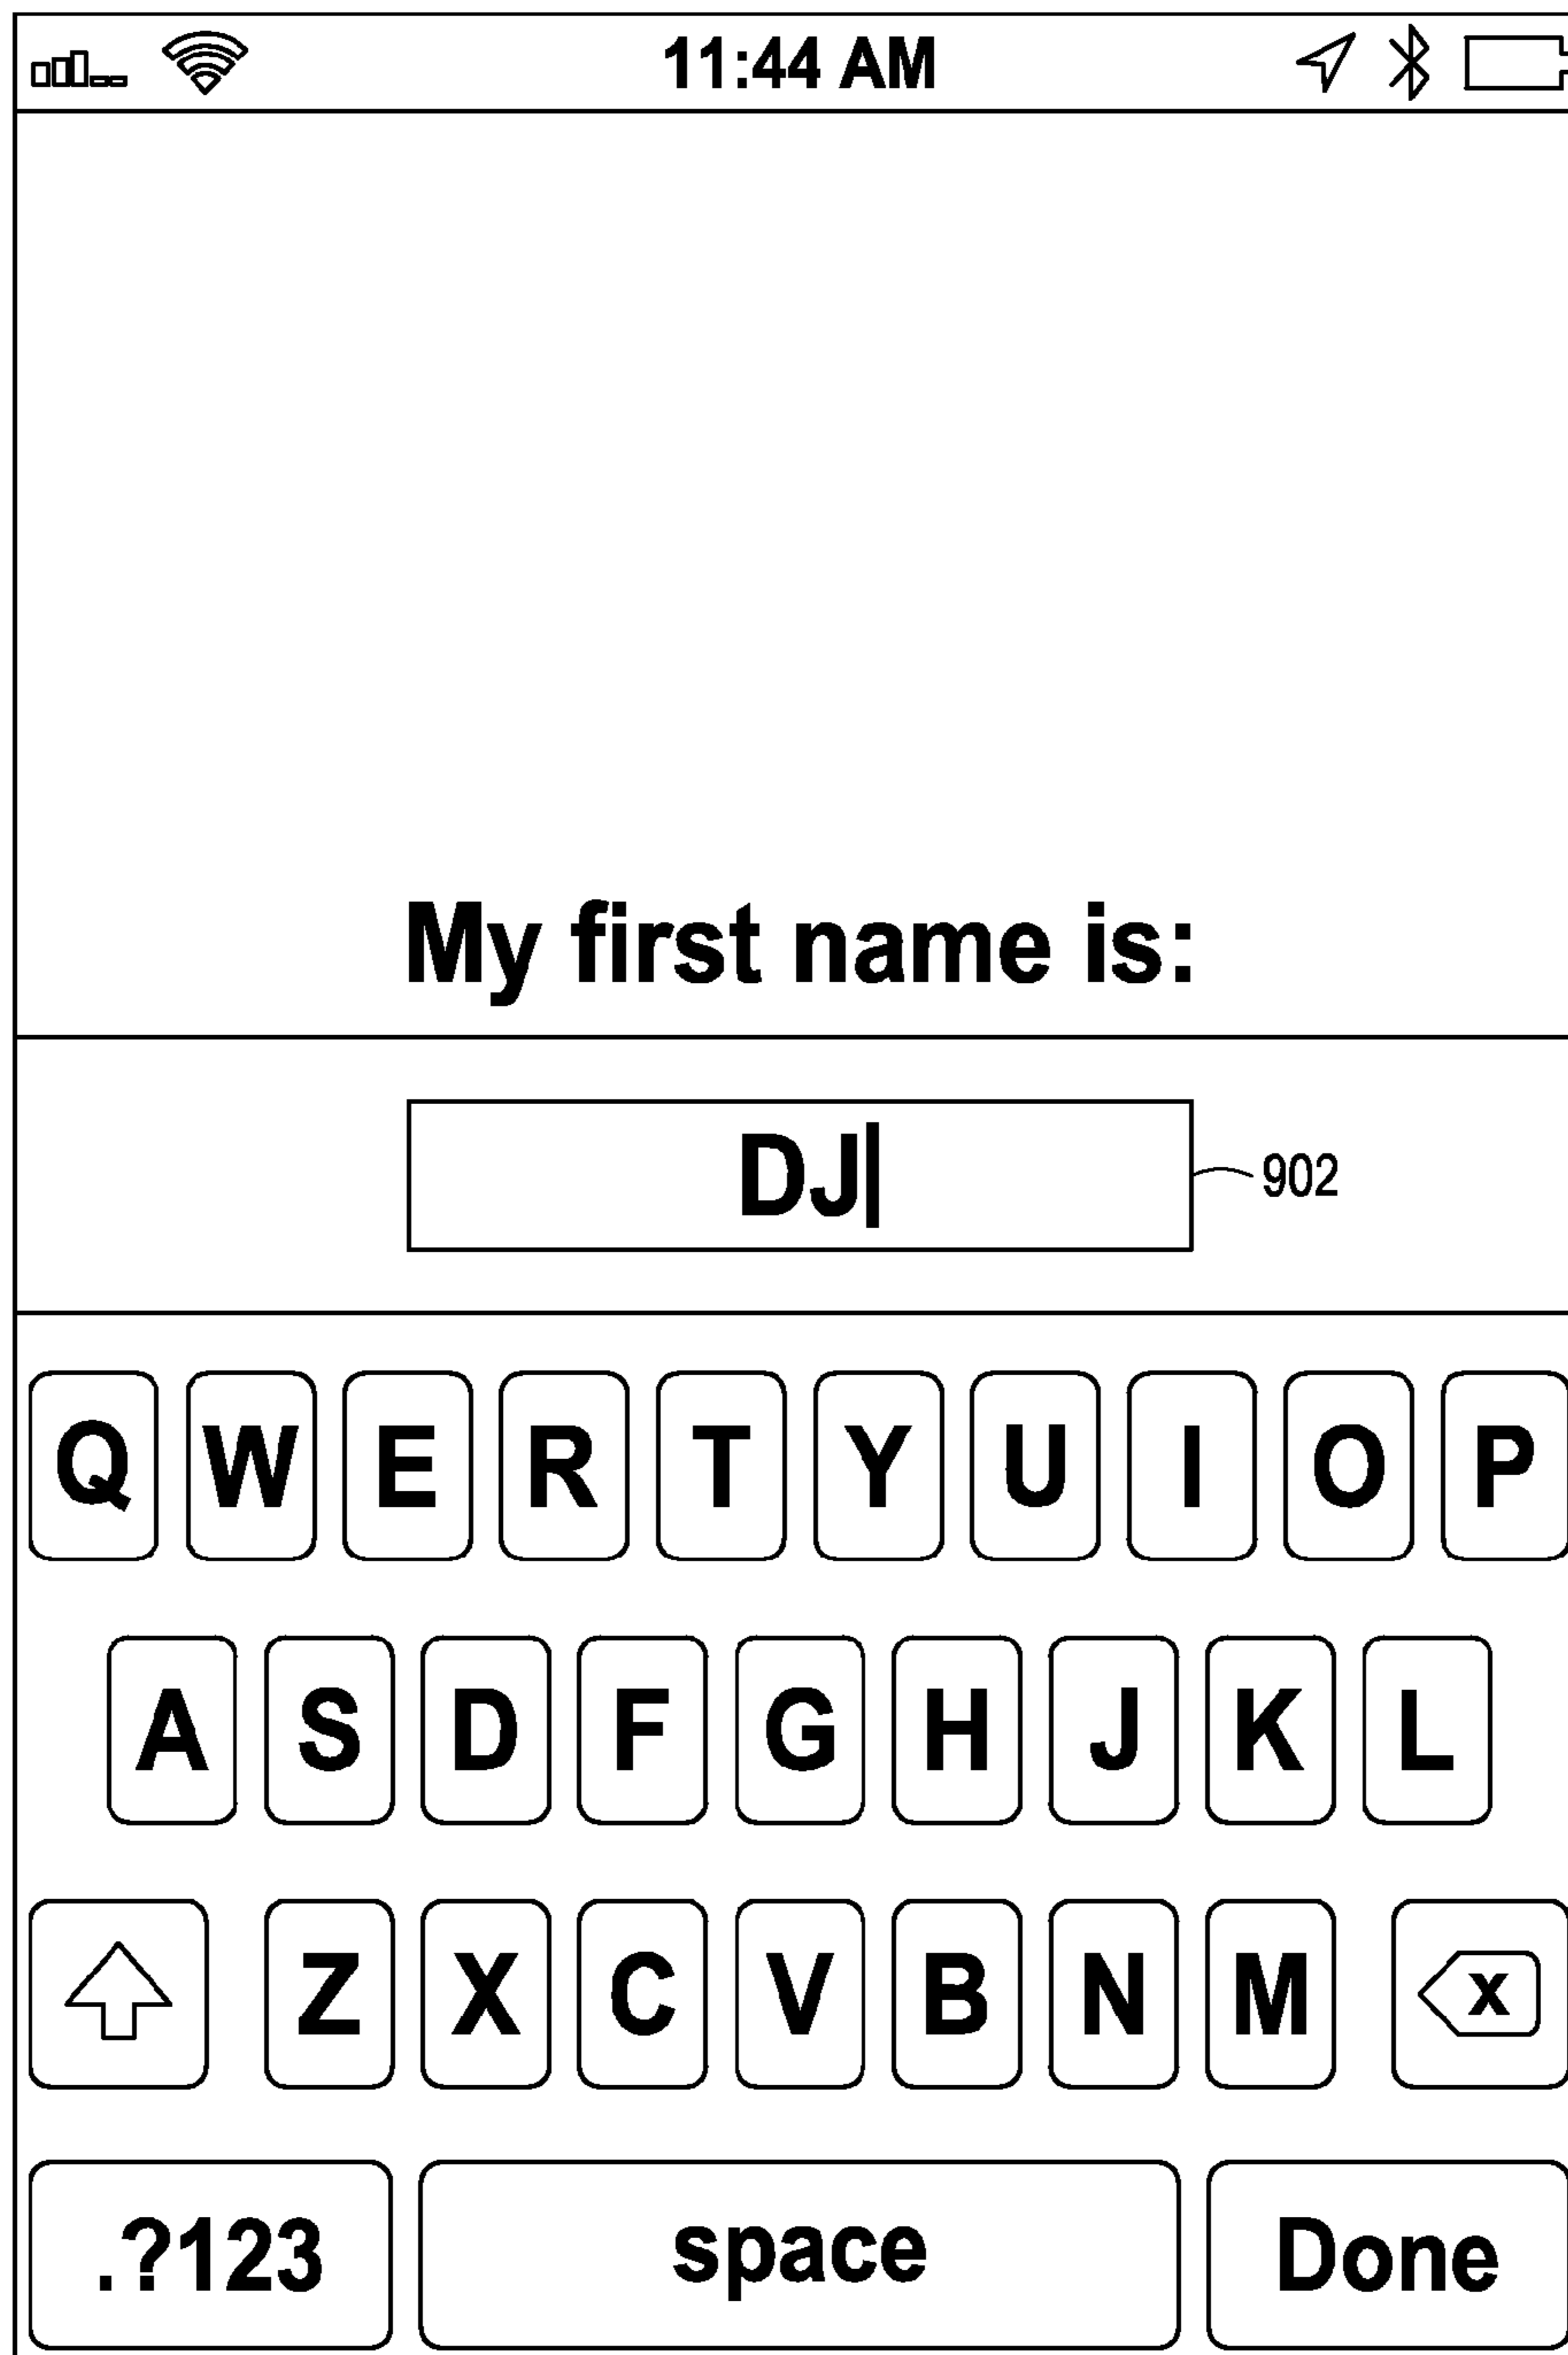 11:44 AM
My first name is:
DJ
902
Q W E R T Y U I O P
A S D F G H J K L
Z X C V B N M X
.?123 space Done